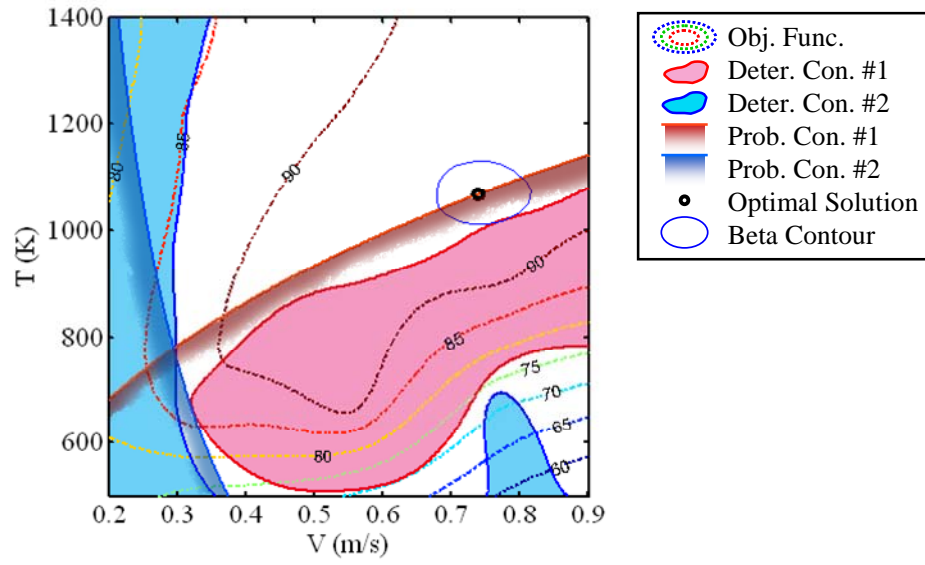 1400
1200
1000
800
600
T (K)
0.2 0.3 0.4 0.5 0.6 0.7 0.8 0.9
V (m/s)
80
85
90
90
85
80
75
70
65
60
Obj. Func.
Deter. Con. #1
Deter. Con. #2
Prob. Con. #1
Prob. Con. #2
Optimal Solution
Beta Contour